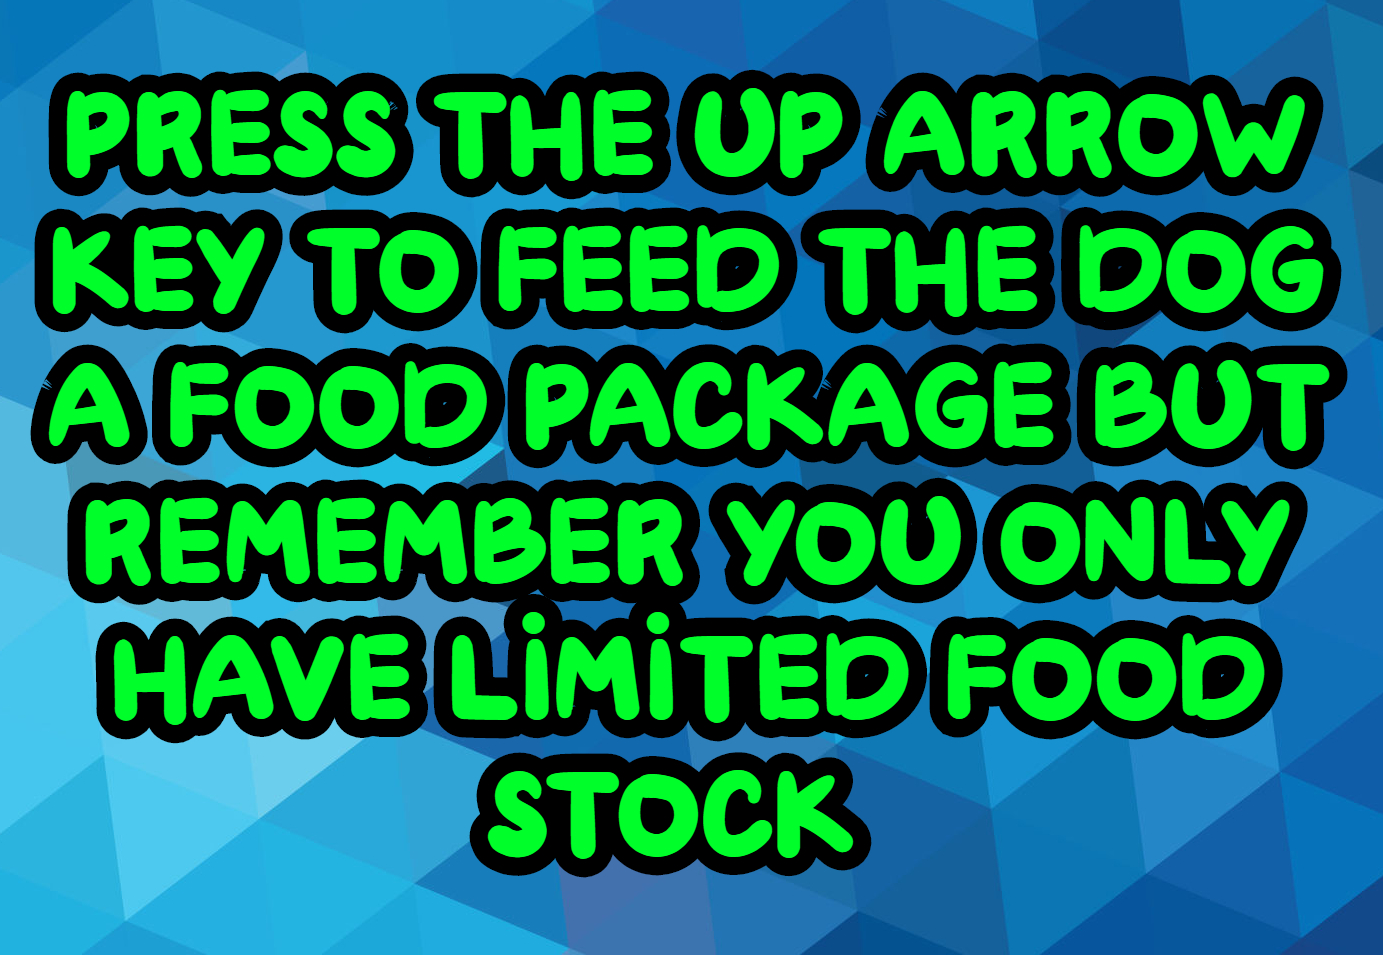 PRESS THE UP ARROW
KEY TO FEED THE DOG
A FOOD PACKAGE BUT
REMEMBER YOU ONLY
HAVE LiMiTED FOOD
STOCK